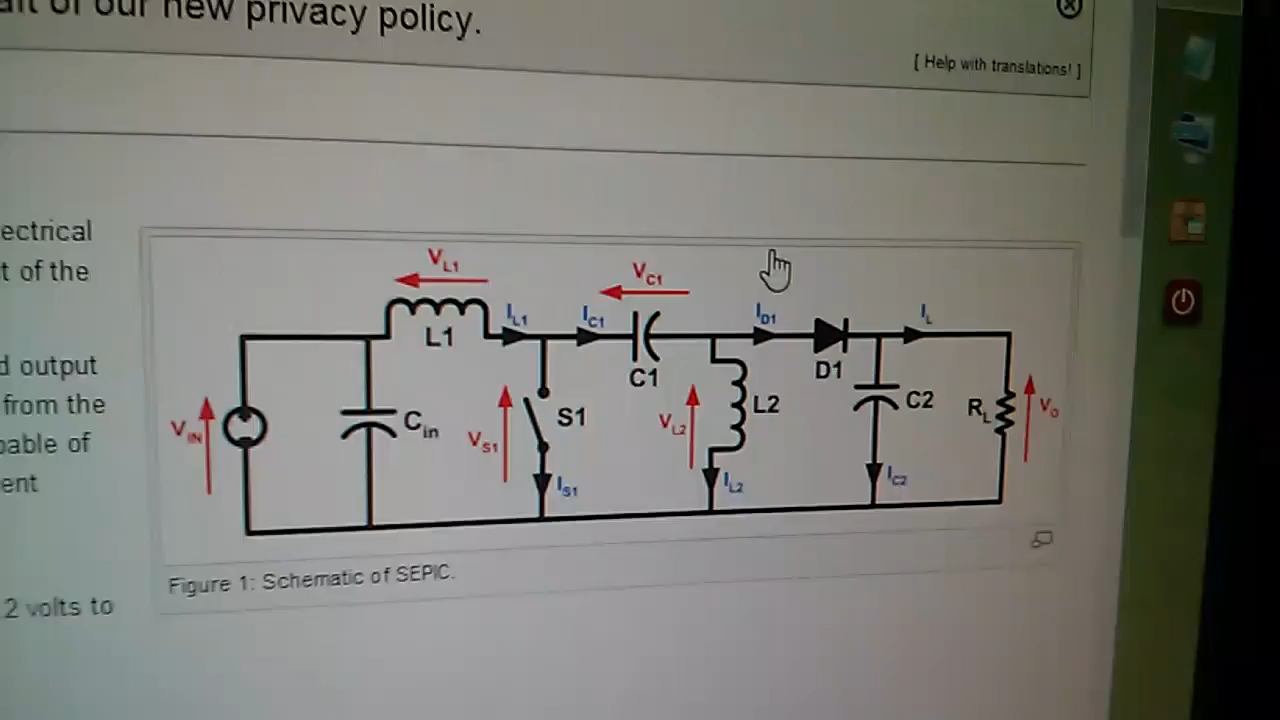 of our new privacy policy.
[ Help with translations! ]
ectrical
t of the
d output
from the
pable of
ent
2 volts to
VL1
IL1
L1
IC1
VC1
C1
ID1
D1
IL
VIN
Cin
VS1
S1
IS1
VL2
L2
IL2
C2
IC2
RL
Vo
Figure 1: Schematic of SEPIC.